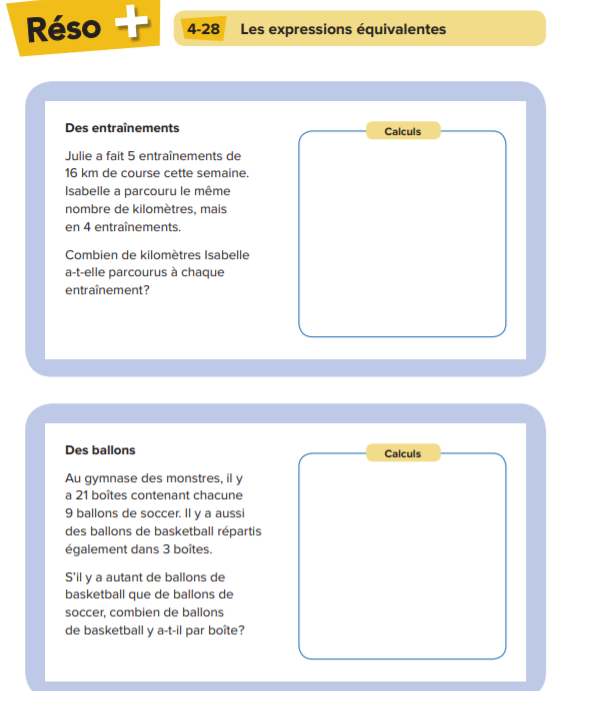 Réso +
4-28 Les expressions équivalentes
Des entraînements
Julie a fait 5 entraînements de
16 km de course cette semaine.
Isabelle a parcouru le même
nombre de kilomètres, mais
en 4 entraînements.
Combien de kilomètres Isabelle
a-t-elle parcourus à chaque
entraînement?
Calculs
Des ballons
Au gymnase des monstres, il y
a 21 boîtes contenant chacune
9 ballons de soccer. Il y a aussi
des ballons de basketball répartis
également dans 3 boîtes.
S'il y a autant de ballons de
basketball que de ballons de
soccer, combien de ballons
de basketball y a-t-il par boîte?
Calculs